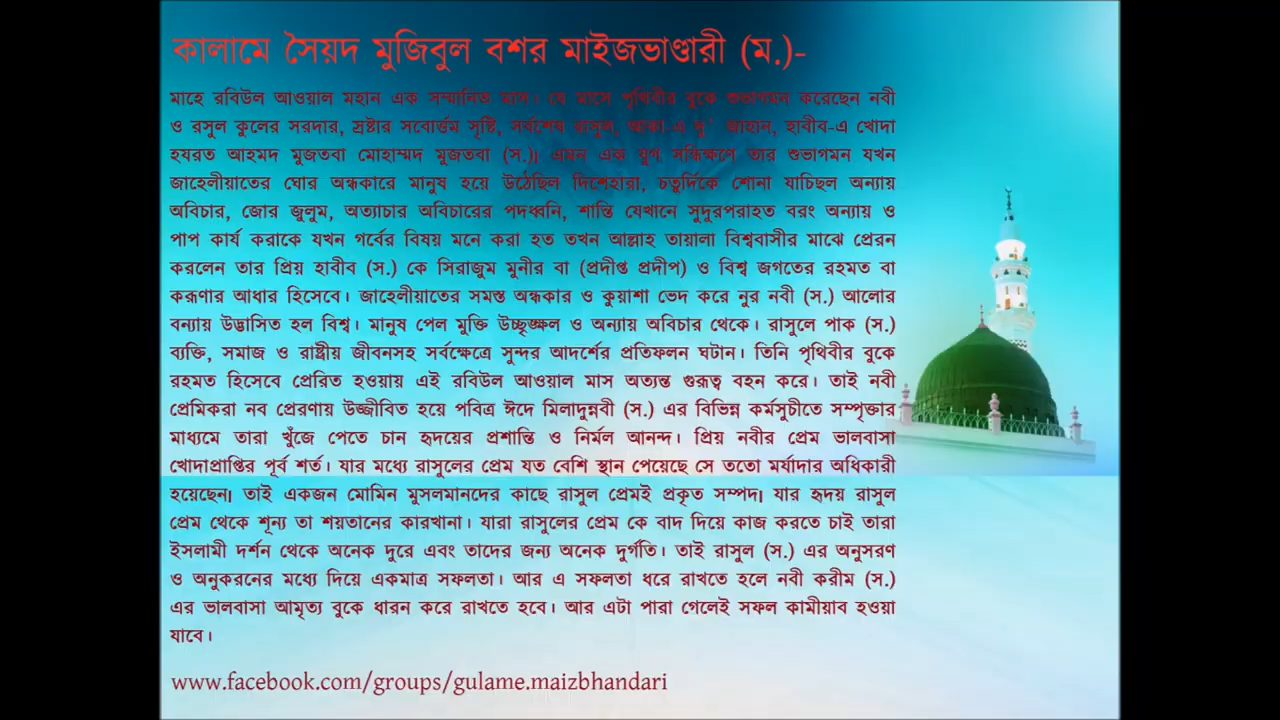 কালামে সৈয়দ মুজিবুল বশর মাইজভাণ্ডারী (ম.)-
মাহে রবিউল আওয়াল মহান এক সম্মানিত মাস। যে মাসে পৃথিবীর বুকে শুভাগমন করেছেন নবী
ও রসুল কুলের সরদার, স্রষ্টার সবোর্ত্তম সৃষ্টি, সর্বশেষ রাসুল, আক্বা-এ দু' জাহান, হাবীব-এ খোদা
হযরত আহমদ মুজতবা মোহাম্মদ মুজতবা (স.)। এমন এক যুগ সন্ধিক্ষণে তার শুভাগমন যখন
জাহেলীয়াতের ঘোর অন্ধকারে মানুষ হয়ে উঠেছিল দিশেহারা, চতুর্দিকে শোনা যাচিছল অন্যায়
অবিচার, জোর জুলুম, অত্যাচার অবিচারের পদধ্বনি, শান্তি যেখানে সুদুরপরাহত বরং অন্যায় ও
পাপ কার্য করাকে যখন গর্বের বিষয় মনে করা হত তখন আল্লাহ তায়ালা বিশ্ববাসীর মাঝে প্রেরন
করলেন তার প্রিয় হাবীব (স.) কে সিরাজুম মুনীর বা (প্রদীপ্ত প্রদীপ) ও বিশ্ব জগতের রহমত বা
করূণার আধার হিসেবে। জাহেলীয়াতের সমস্ত অন্ধকার ও কুয়াশা ভেদ করে নুর নবী (স.) আলোর
বন্যায় উদ্ভাসিত হল বিশ্ব। মানুষ পেল মুক্তি উচ্ছৃঙ্ক্ষল ও অন্যায় অবিচার থেকে। রাসুলে পাক (স.)
ব্যক্তি, সমাজ ও রাষ্ট্রীয় জীবনসহ সর্বক্ষেত্রে সুন্দর আদর্শের প্রতিফলন ঘটান। তিনি পৃথিবীর বুকে
রহমত হিসেবে প্রেরিত হওয়ায় এই রবিউল আওয়াল মাস অত্যন্ত গুরূত্ব বহন করে। তাই নবী
প্রেমিকরা নব প্রেরণায় উজ্জীবিত হয়ে পবিত্র ঈদে মিলাদুন্নবী (স.) এর বিভিন্ন কর্মসুচীতে সম্পৃক্তার
মাধ্যমে তারা খুঁজে পেতে চান হৃদয়ের প্রশান্তি ও নির্মল আনন্দ। প্রিয় নবীর প্রেম ভালবাসা
খোদাপ্রাপ্তির পূর্ব শর্ত। যার মধ্যে রাসুলের প্রেম যত বেশি স্থান পেয়েছে সে ততো মর্যাদার অধিকারী
হয়েছেন। তাই একজন মোমিন মুসলমানদের কাছে রাসুল প্রেমই প্রকৃত সম্পদ। যার হৃদয় রাসুল
প্রেম থেকে শূন্য তা শয়তানের কারখানা। যারা রাসুলের প্রেম কে বাদ দিয়ে কাজ করতে চাই তারা
ইসলামী দর্শন থেকে অনেক দুরে এবং তাদের জন্য অনেক দুর্গতি। তাই রাসুল (স.) এর অনুসরণ
ও অনুকরনের মধ্যে দিয়ে একমাত্র সফলতা। আর এ সফলতা ধরে রাখতে হলে নবী করীম (স.)
এর ভালবাসা আমৃত্য বুকে ধারন করে রাখতে হবে। আর এটা পারা গেলেই সফল কামীয়াব হওয়া
যাবে।
www.facebook.com/groups/gulame.maizbhandari